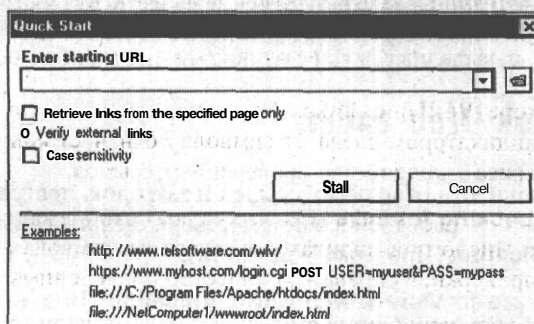 Quick Start
Enter starting URL
Retrieve Inks from the specified page only
O Verify external links
Case sensitivity
Stall
Cancel
Examples:
http://www.relsoftware.com/wlv/
https://www.myhost.com/login.cgi POST USER=myuser&PASS=mypass
file:///C:/Program Files/Apache/htdocs/index.html
file:///NetComputer1/wwwroot/index.html